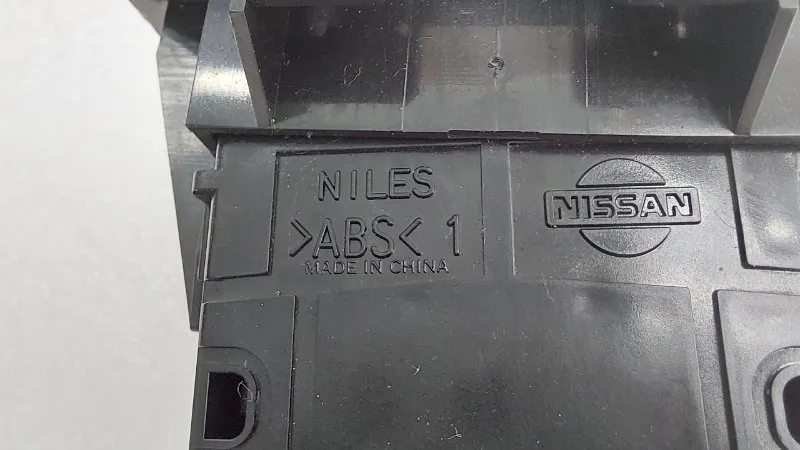 NILES
>ABS< 1
MADE IN CHINA
NISSAN